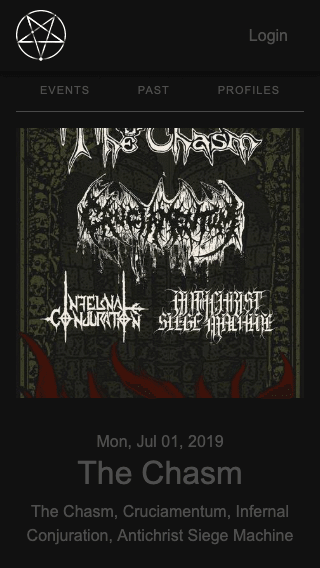 Login
EVENTS PAST PROFILES
The Chasm
CRUCIAMENTUM
INFERNAL
CONJURATION
ANTICHRIST
SIEGE MACHINE
Mon, Jul 01, 2019
The Chasm
The Chasm, Cruciamentum, Infernal
Conjuration, Antichrist Siege Machine